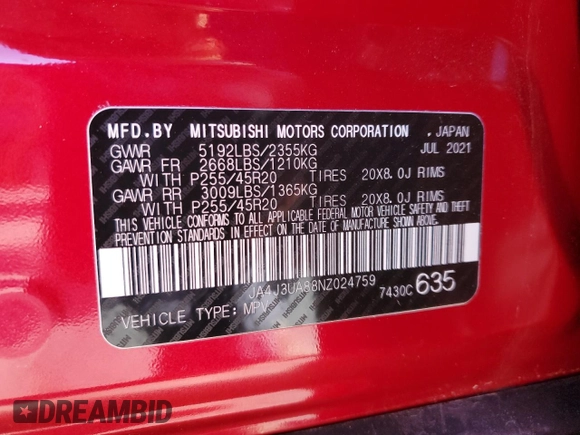 MFD.BY MITSUBISHI MOTORS CORPORATION , JAPAN
GVWR 5192LBS/2355KG JUL 2021
GAWR FR 2668LBS/1210KG
WITH P255/45R20 TIRES 20X8.0J RIMS
GAWR RR 3009LBS/1365KG
WITH P255/45R20 TIRES 20X8.0J RIMS
THIS VEHICLE CONFORMS TO ALL APPLICABLE FEDERAL MOTOR VEHICLE SAFETY AND THEFT
PREVENTION STANDARDS IN EFFECT ON THE DATE OF MANUFACTURE SHOWN ABOVE.
JA4J3UA88NZ024759
7430C 635
VEHICLE TYPE: MPV
DREAMBID